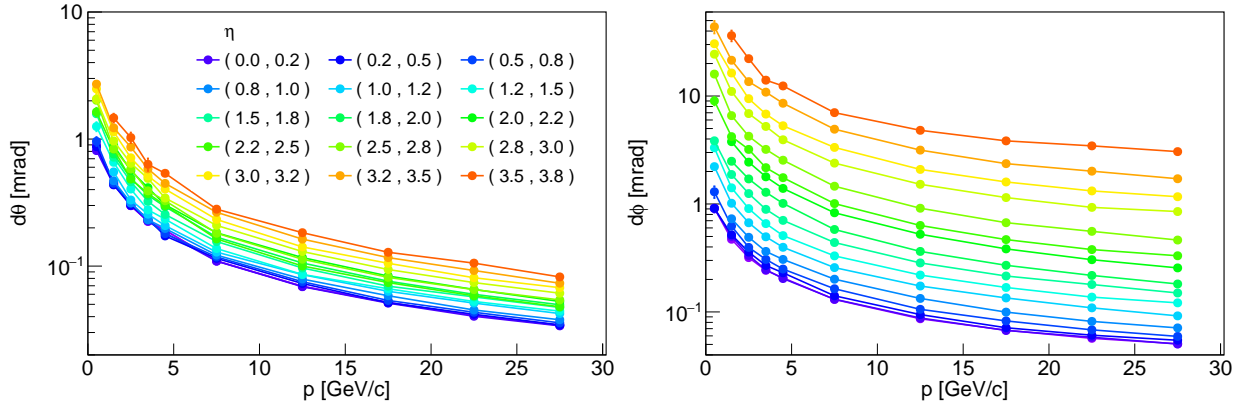 10
1
10⁻¹
dθ [mrad]
η
( 0.0 , 0.2 ) ( 0.2 , 0.5 ) ( 0.5 , 0.8 )
( 0.8 , 1.0 ) ( 1.0 , 1.2 ) ( 1.2 , 1.5 )
( 1.5 , 1.8 ) ( 1.8 , 2.0 ) ( 2.0 , 2.2 )
( 2.2 , 2.5 ) ( 2.5 , 2.8 ) ( 2.8 , 3.0 )
( 3.0 , 3.2 ) ( 3.2 , 3.5 ) ( 3.5 , 3.8 )
0 5 10 15 20 25 30
p [GeV/c]
10
1
10⁻¹
dϕ [mrad]
0 5 10 15 20 25 30
p [GeV/c]